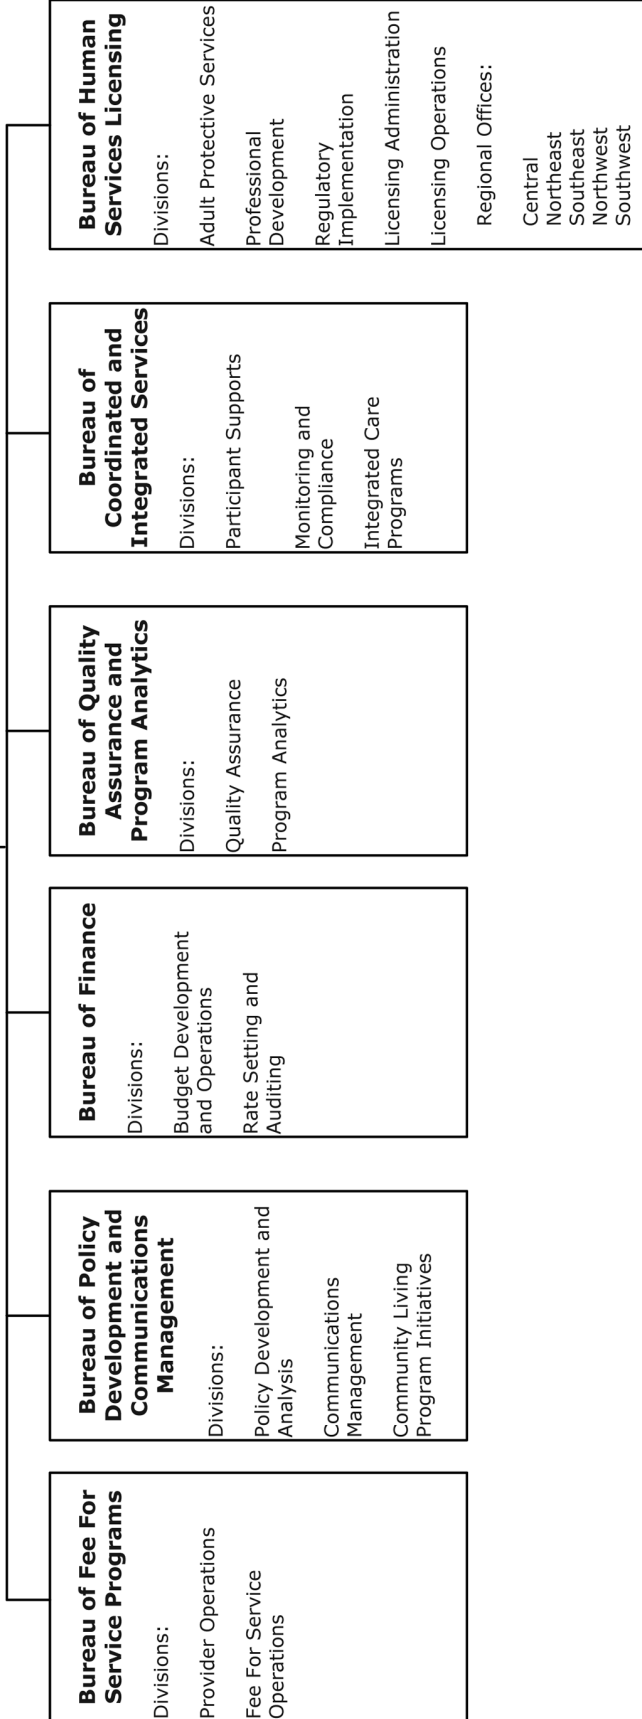 Bureau of Fee For
Service Programs
Divisions:
Provider Operations
Fee For Service
Operations
Bureau of Policy
Development and
Communications
Management
Divisions:
Policy Development and
Analysis
Communications
Management
Community Living
Program Initiatives
Bureau of Finance
Divisions:
Budget Development
and Operations
Rate Setting and
Auditing
Bureau of Quality
Assurance and
Program Analytics
Divisions:
Quality Assurance
Program Analytics
Bureau of
Coordinated and
Integrated Services
Divisions:
Participant Supports
Monitoring and
Compliance
Integrated Care
Programs
Bureau of Human
Services Licensing
Divisions:
Adult Protective Services
Professional
Development
Regulatory
Implementation
Licensing Administration
Licensing Operations
Regional Offices:
Central
Northeast
Southeast
Northwest
Southwest